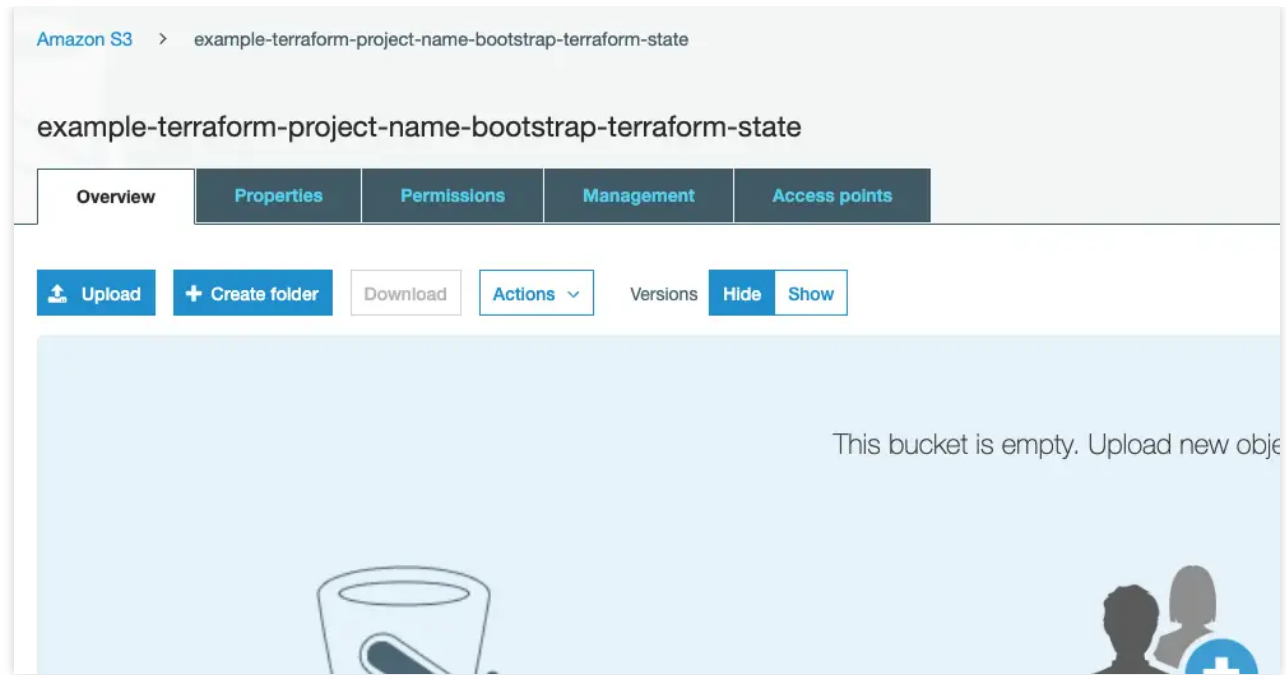 Amazon S3 > example-terraform-project-name-bootstrap-terraform-state
example-terraform-project-name-bootstrap-terraform-state
Overview Properties Permissions Management Access points
Upload + Create folder Download Actions Versions Hide Show
This bucket is empty. Upload new obje